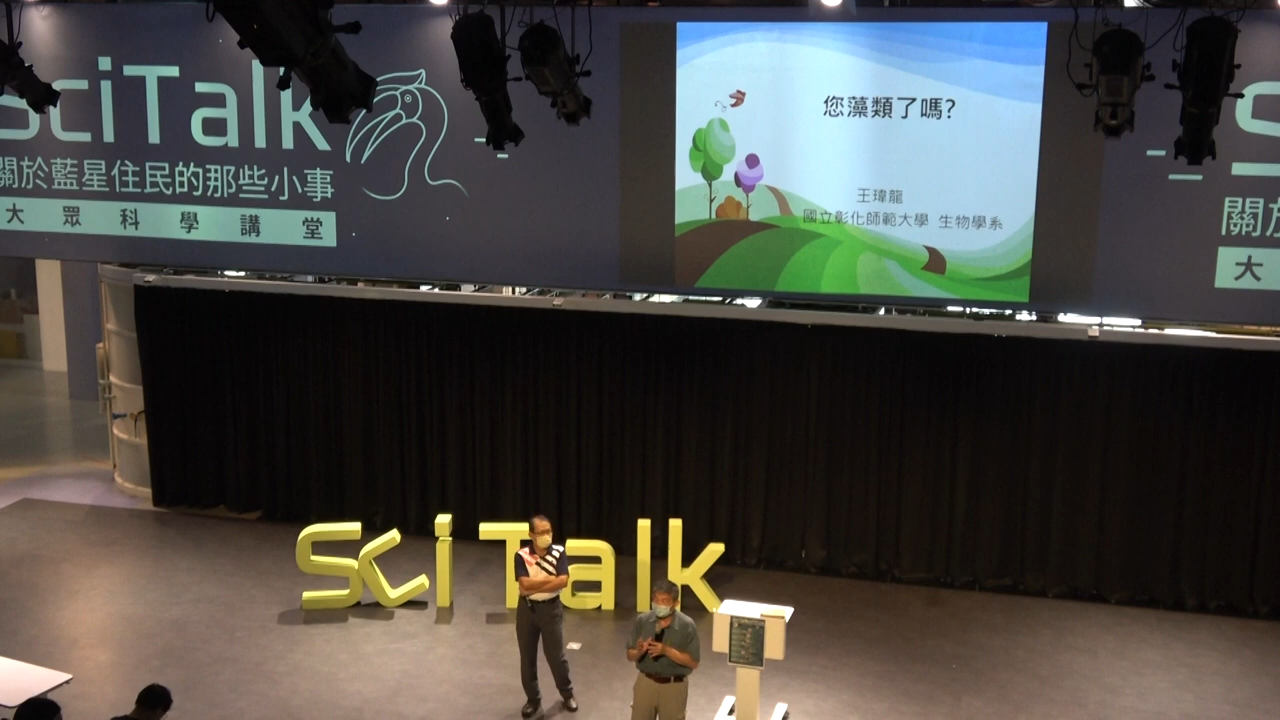 sciTalk
關於藍星住民的那些小事
大眾科學講堂
您藻類了嗎?
王瑋龍
國立彰化師範大學 生物學系
關於
大
Sci Talk